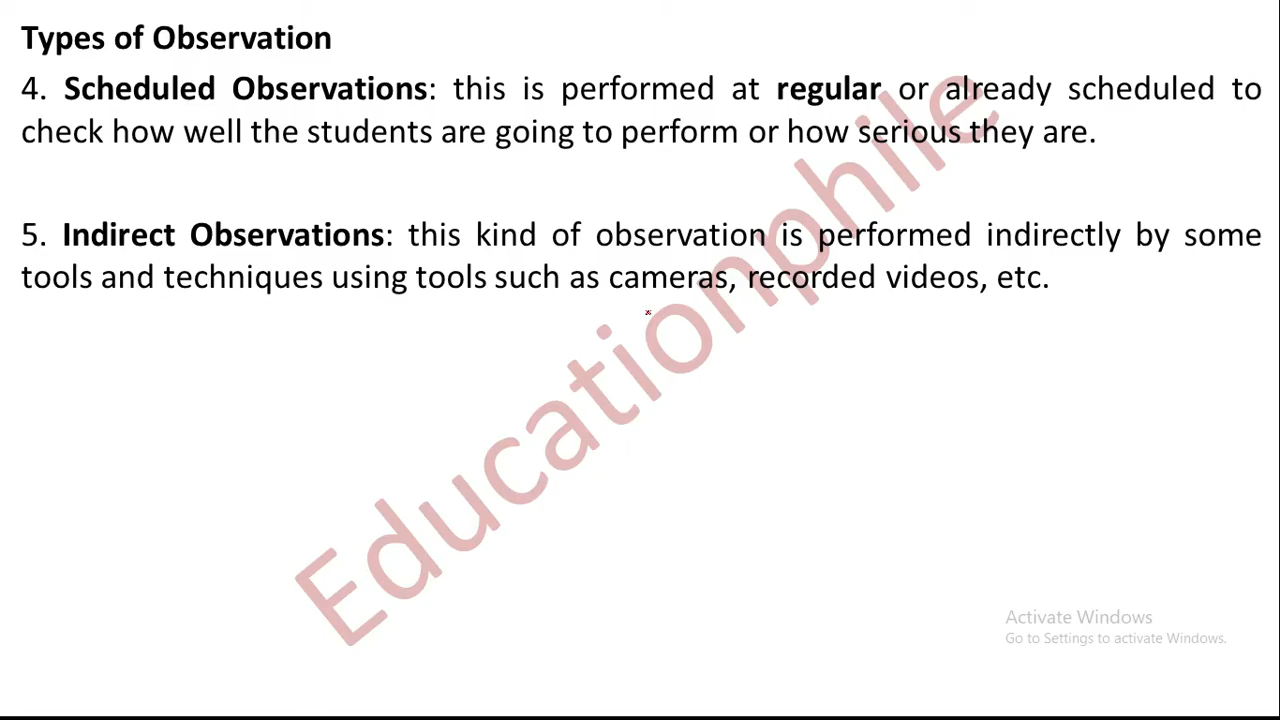 Types of Observation
4. Scheduled Observations: this is performed at regular or already scheduled to
check how well the students are going to perform or how serious they are.
5. Indirect Observations: this kind of observation is performed indirectly by some
tools and techniques using tools such as cameras, recorded videos, etc.
Educationphile
Activate Windows
Go to Settings to activate Windows.